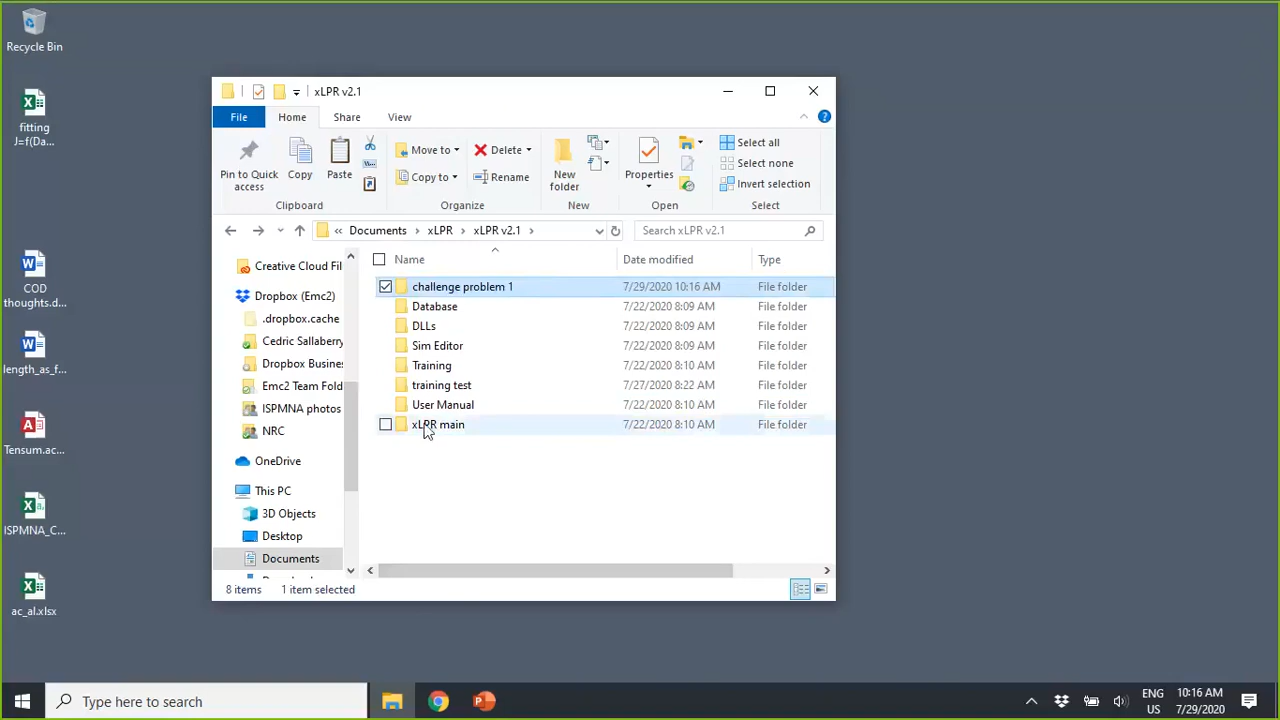 Recycle Bin
fitting
J=f(Da...
COD
thoughts.d...
length_as_f...
Tensum.ac...
ISPMNA_C...
ac_al.xlsx
xLPR v2.1
File Home Share View
Pin to Quick
access
Copy
Paste
Move to
Copy to
Delete
Rename
New
folder
Properties
Select all
Select none
Invert selection
Clipboard Organize New Open Select
« Documents › xLPR › xLPR v2.1 ›
Search xLPR v2.1
Creative Cloud Fil
Dropbox (Emc2)
.dropbox.cache
Cedric Sallaberry
Dropbox Busines
Emc2 Team Fold
ISPMNA photos
NRC
OneDrive
This PC
3D Objects
Desktop
Documents
Name Date modified Type
challenge problem 1 7/29/2020 10:16 AM File folder
Database 7/22/2020 8:09 AM File folder
DLLs 7/22/2020 8:09 AM File folder
Sim Editor 7/22/2020 8:09 AM File folder
Training 7/22/2020 8:10 AM File folder
training test 7/27/2020 8:22 AM File folder
User Manual 7/22/2020 8:10 AM File folder
xLPR main 7/22/2020 8:10 AM File folder
8 items 1 item selected
Type here to search
ENG
US
10:16 AM
7/29/2020